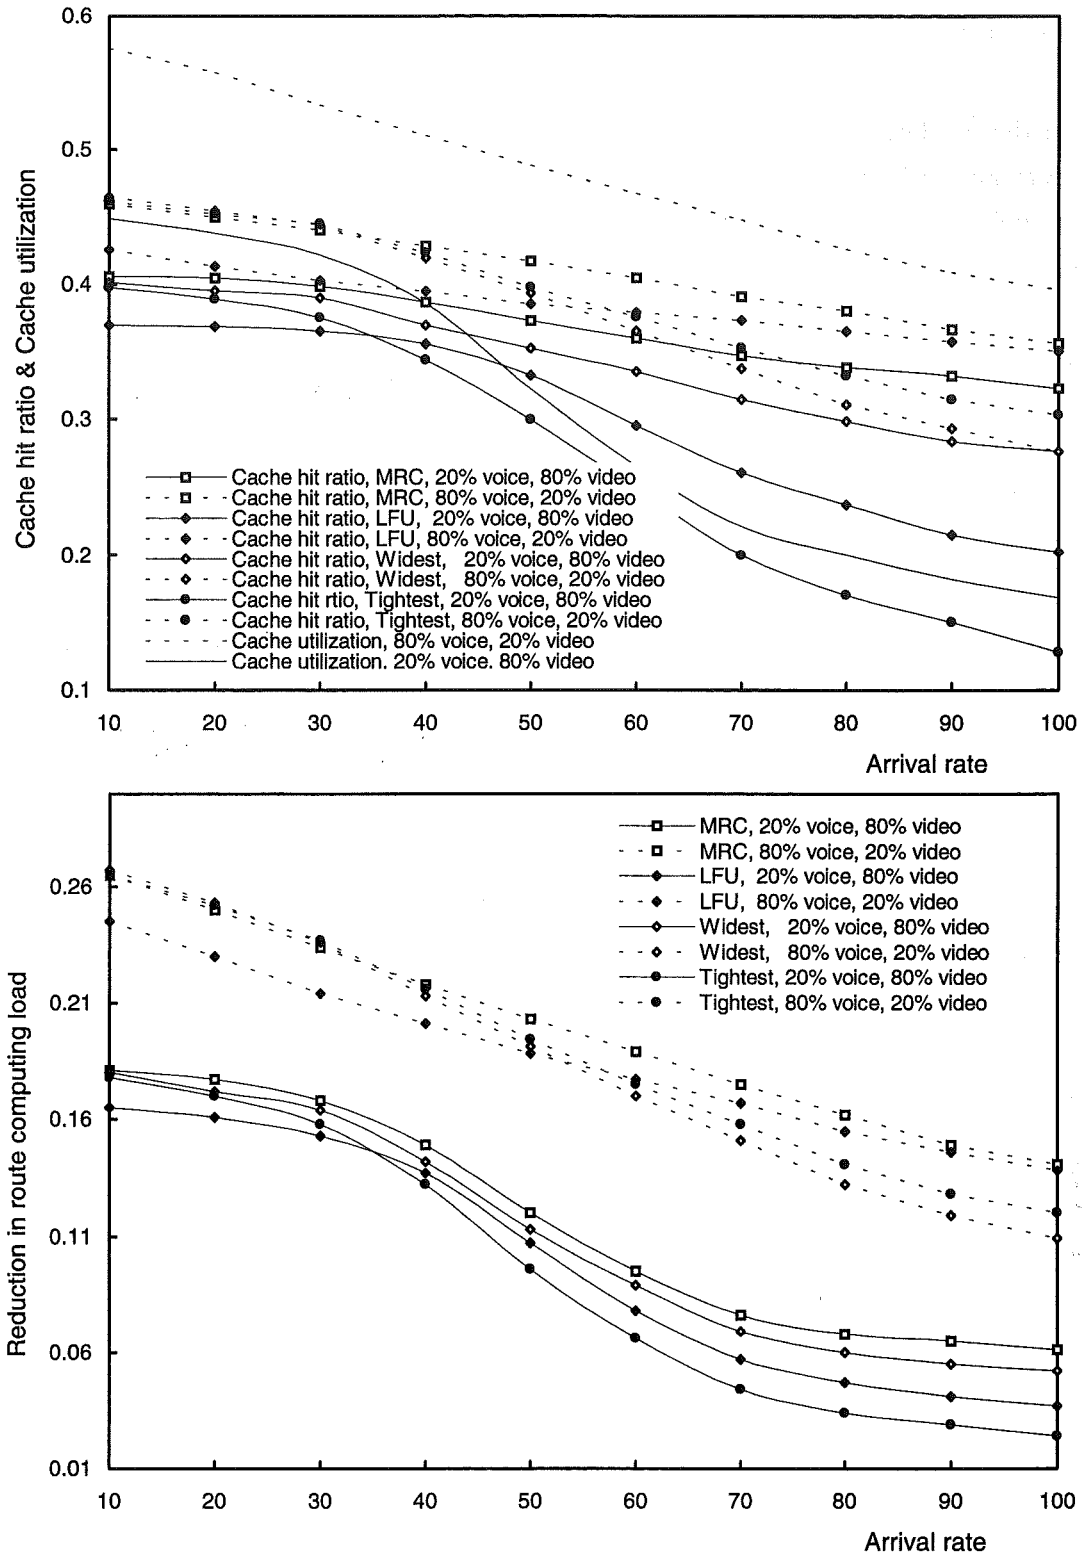 0.6
0.5
0.4
0.3
0.2
0.1
Cache hit ratio & Cache utilization
Cache hit ratio, MRC, 20% voice, 80% video
Cache hit ratio, MRC, 80% voice, 20% video
Cache hit ratio, LFU, 20% voice, 80% video
Cache hit ratio, LFU, 80% voice, 20% video
Cache hit ratio, Widest, 20% voice, 80% video
Cache hit ratio, Widest, 80% voice, 20% video
Cache hit rtio, Tightest, 20% voice, 80% video
Cache hit ratio, Tightest, 80% voice, 20% video
Cache utilization, 80% voice, 20% video
Cache utilization. 20% voice. 80% video
10 20 30 40 50 60 70 80 90 100
Arrival rate
MRC, 20% voice, 80% video
MRC, 80% voice, 20% video
LFU, 20% voice, 80% video
LFU, 80% voice, 20% video
Widest, 20% voice, 80% video
Widest, 80% voice, 20% video
Tightest, 20% voice, 80% video
Tightest, 80% voice, 20% video
0.26
0.21
0.16
0.11
0.06
0.01
Reduction in route computing load
10 20 30 40 50 60 70 80 90 100
Arrival rate